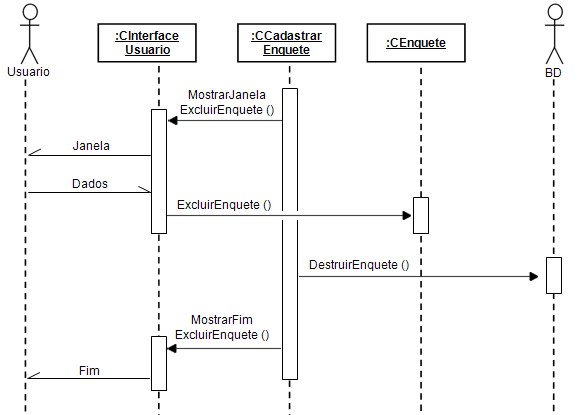 :CInterface
Usuario
:CCadastrar
Enquete
:CEnquete
Usuario
BD
MostrarJanela
ExcluirEnquete ()
Janela
Dados
ExcluirEnquete ()
DestruirEnquete ()
MostrarFim
ExcluirEnquete ()
Fim